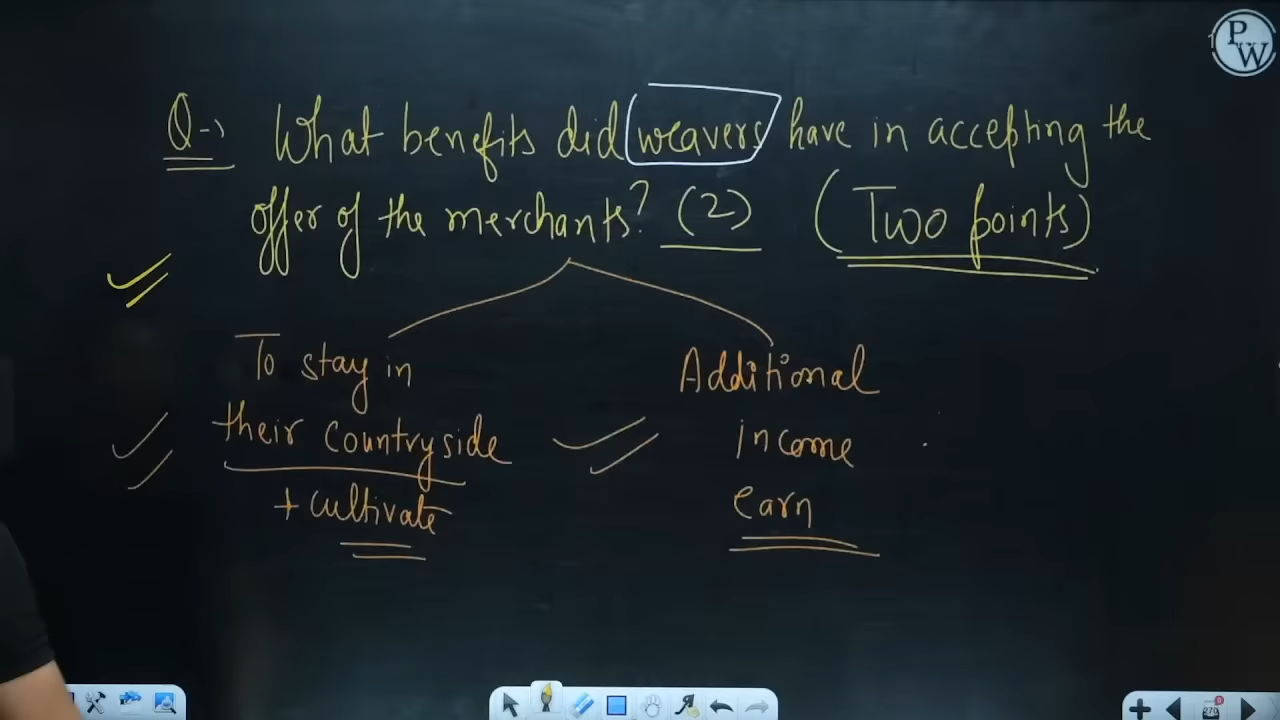 PW
Q→ What benefits did weavers have in accepting the
offer of the merchants? (2) (Two points)
To stay in
their countryside
+ cultivate
Additional
income
earn
270